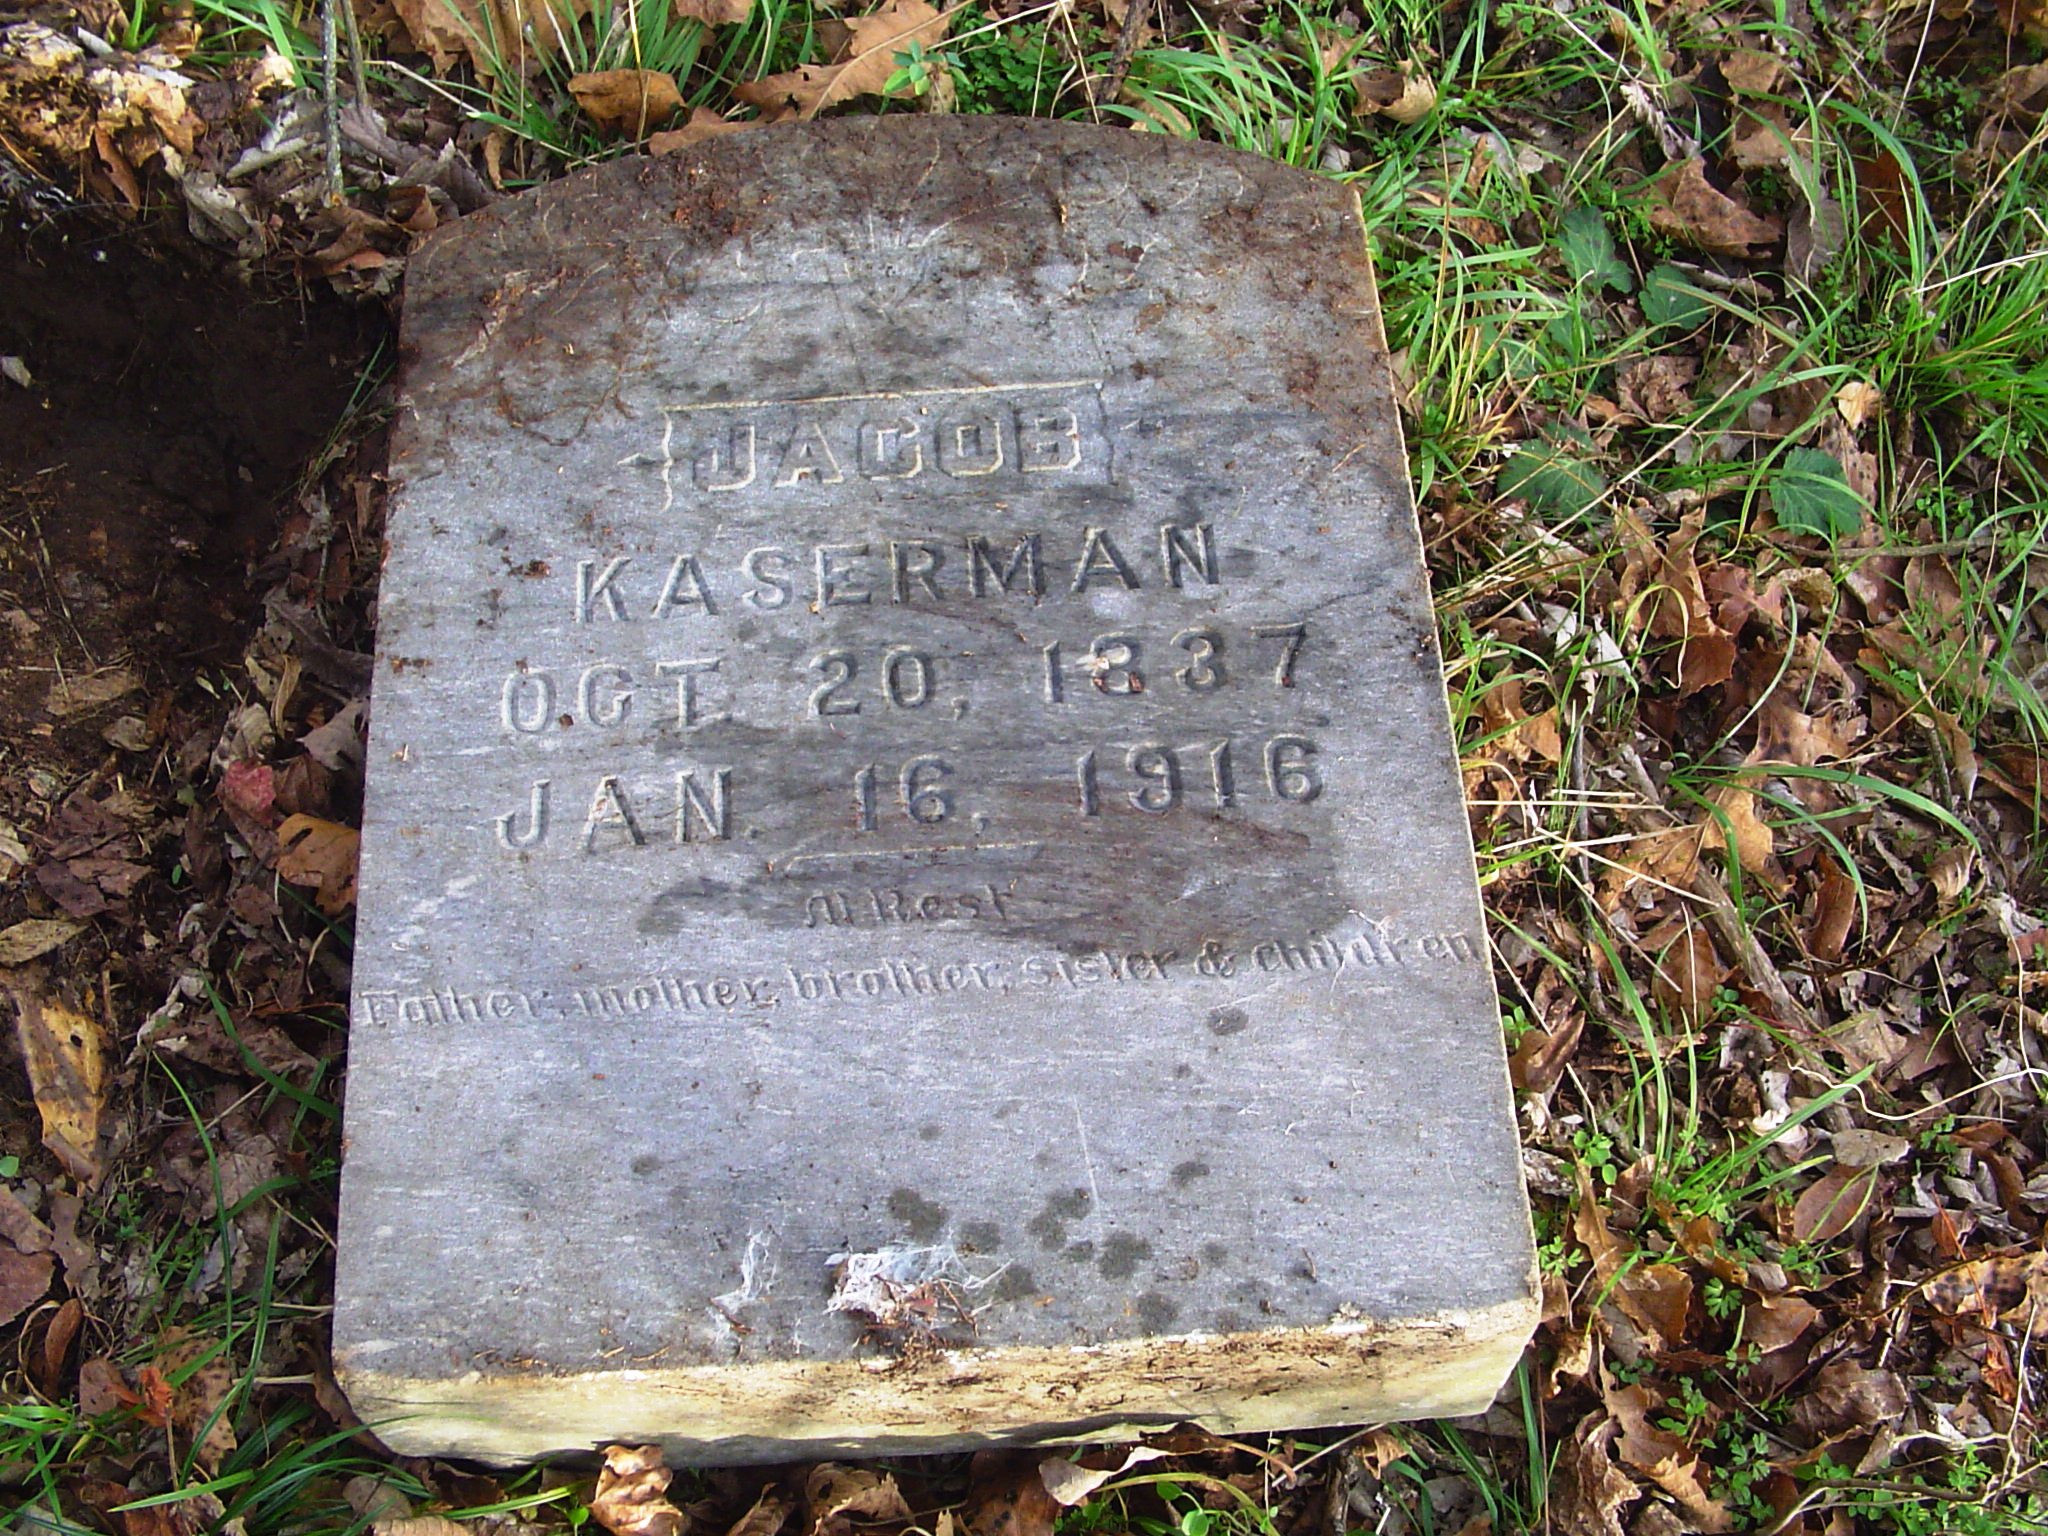 JACOB
KASERMAN
OCT. 20, 1837
JAN. 16, 1916
At Rest
Father, mother, brother, sister & children